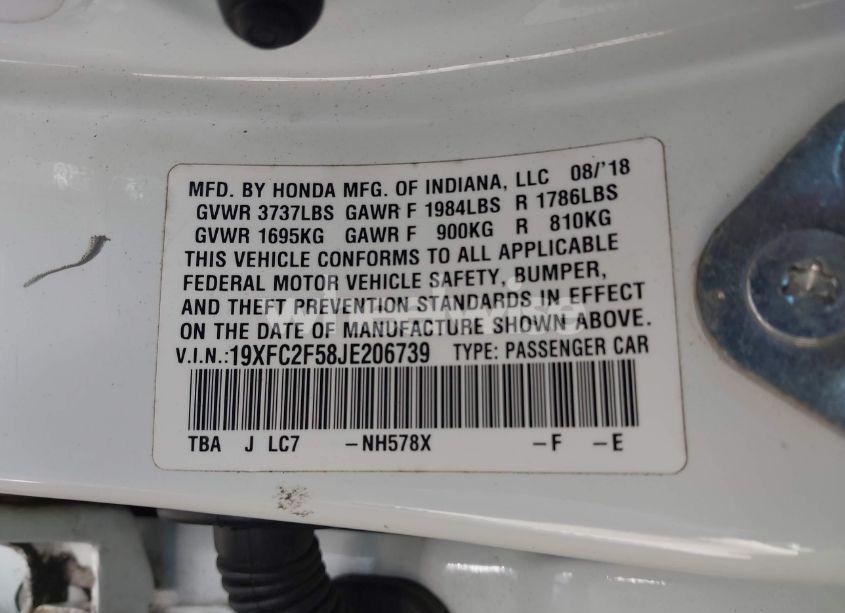 MFD. BY HONDA MFG. OF INDIANA, LLC 08/'18
GVWR 3737LBS GAWR F 1984LBS R 1786LBS
GVWR 1695KG GAWR F 900KG R 810KG
THIS VEHICLE CONFORMS TO ALL APPLICABLE
FEDERAL MOTOR VEHICLE SAFETY, BUMPER,
AND THEFT PREVENTION STANDARDS IN EFFECT
ON THE DATE OF MANUFACTURE SHOWN ABOVE.
V.I.N.:19XFC2F58JE206739 TYPE: PASSENGER CAR
TBA J LC7 -NH578X -F -E